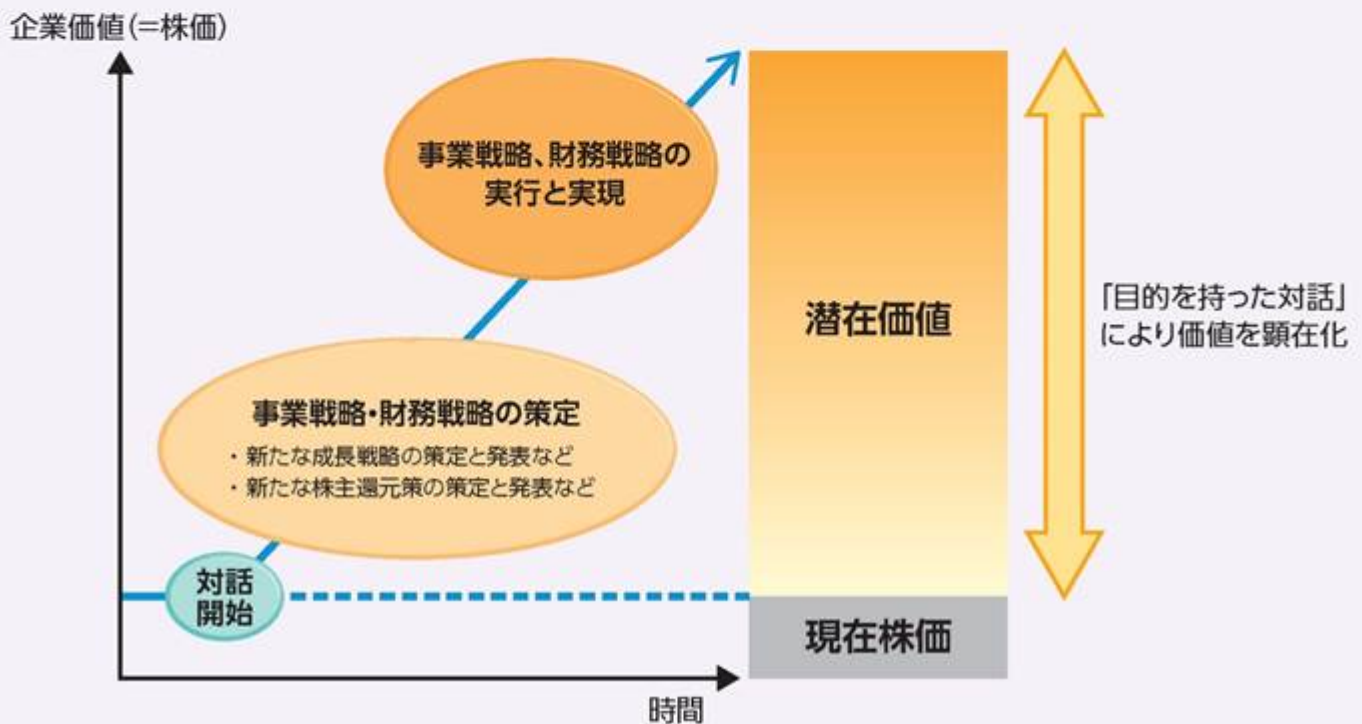 企業価値(=株価)
事業戦略、財務戦略の
実行と実現
事業戦略・財務戦略の策定
・新たな成長戦略の策定と発表など
・新たな株主還元策の策定と発表など
対話
開始
潜在価値
現在株価
「目的を持った対話」
により価値を顕在化
時間